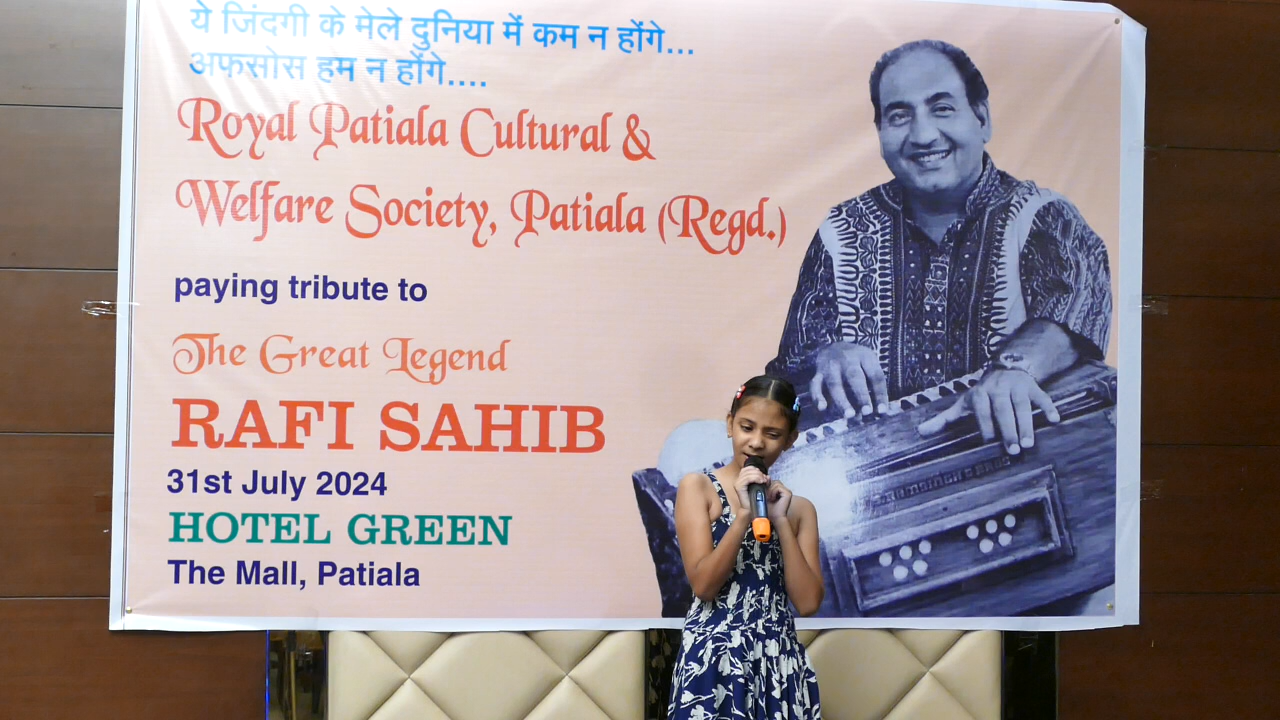 ये जिंदगी के मेले दुनिया में कम न होंगे...
अफसोस हम न होंगे....
Royal Patiala Cultural &
Welfare Society, Patiala (Regd.)
paying tribute to
The Great Legend
RAFI SAHIB
31st July 2024
HOTEL GREEN
The Mall, Patiala